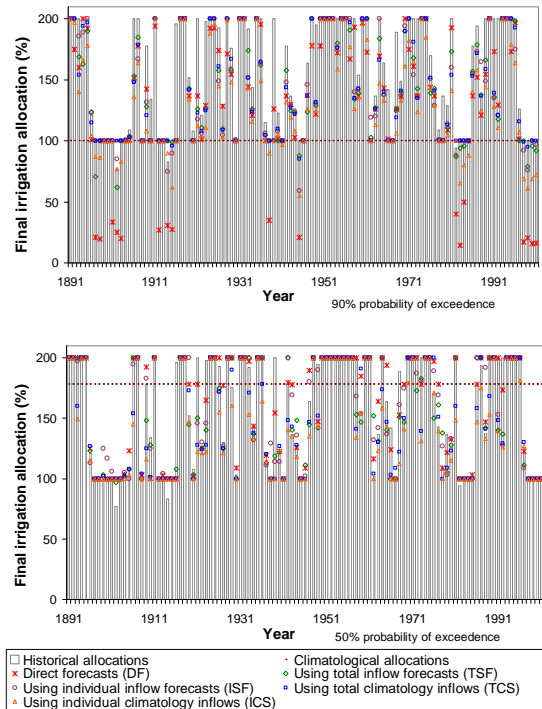 Final irrigation allocation (%)
200
150
100
50
0
1891 1911 1931 1951 1971 1991
Year
90% probability of exceedence
Final irrigation allocation (%)
200
150
100
50
0
1891 1911 1931 1951 1971 1991
Year
50% probability of exceedence
Historical allocations Climatological allocations
Direct forecasts (DF) Using total inflow forecasts (TSF)
Using individual inflow forecasts (ISF) Using total climatology inflows (TCS)
Using individual climatology inflows (ICS)